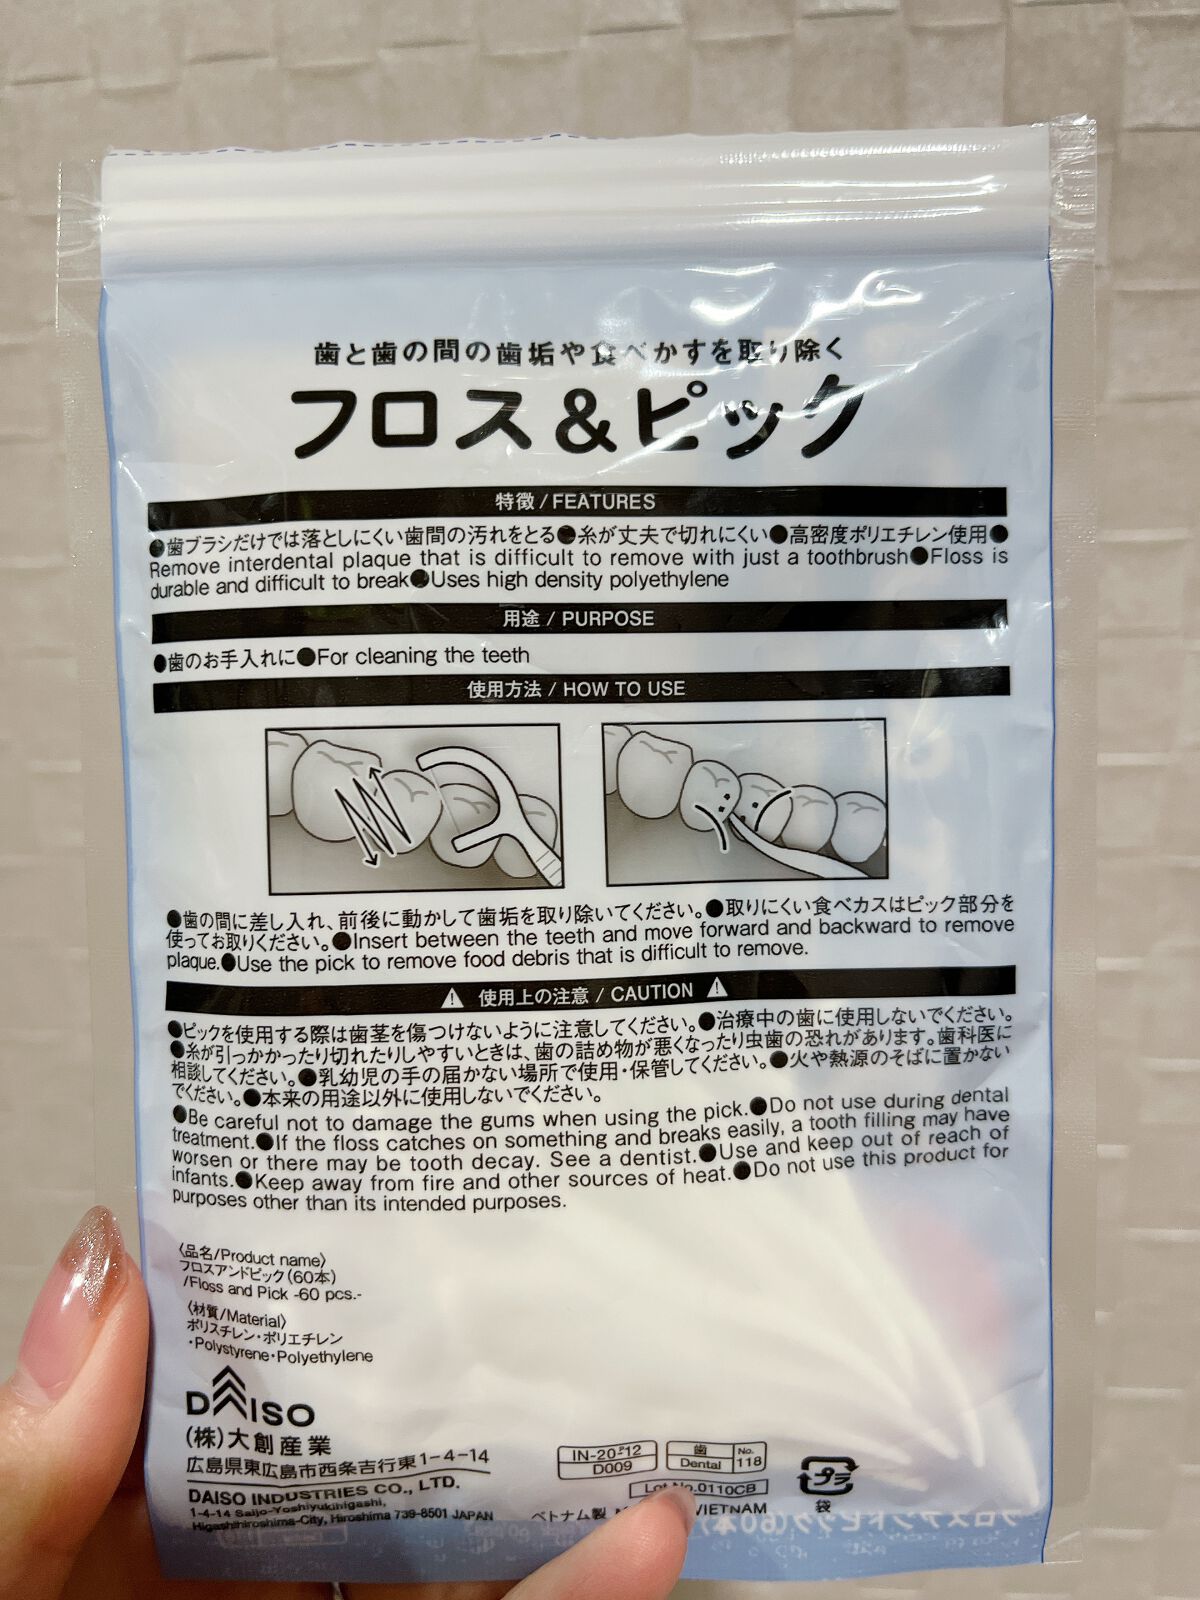 歯と歯の間の歯垢や食べかすを取り除く
フロス&ピック
特徴 / FEATURES
●歯ブラシだけでは落としにくい歯間の汚れをとる●糸が丈夫で切れにくい●高密度ポリエチレン使用●
Remove interdental plaque that is difficult to remove with just a toothbrush●Floss is
durable and difficult to break●Uses high density polyethylene
用途 / PURPOSE
●歯のお手入れに●For cleaning the teeth
使用方法 / HOW TO USE
●歯の間に差し入れ、前後に動かして歯垢を取り除いてください。●取りにくい食べカスはピック部分を
使ってお取りください。●Insert between the teeth and move forward and backward to remove
plaque.●Use the pick to remove food debris that is difficult to remove.
⚠ 使用上の注意 / CAUTION ⚠
●ピックを使用する際は歯茎を傷つけないように注意してください。●治療中の歯に使用しないでください。
●糸が引っかかったり切れたりしやすいときは、歯の詰め物が悪くなったり虫歯の恐れがあります。歯科医に
相談してください。●乳幼児の手の届かない場所で使用・保管してください。●火や熱源のそばに置かない
でください。●本来の用途以外に使用しないでください。
●Be careful not to damage the gums when using the pick.●Do not use during dental
treatment.●If the floss catches on something and breaks easily, a tooth filling may have
worsen or there may be tooth decay. See a dentist.●Use and keep out of reach of
infants.●Keep away from fire and other sources of heat.●Do not use this product for
purposes other than its intended purposes.
〈品名/Product name〉
フロスアンドピック(60本)
/Floss and Pick -60 pcs.-
〈材質/Material〉
ポリスチレン・ポリエチレン
・Polystyrene・Polyethylene
DAISO
(株)大創産業
広島県東広島市西条吉行東1-4-14
DAISO INDUSTRIES CO., LTD.
1-4-14 Saijo-Yoshiyukihigashi,
Higashihiroshima-City, Hiroshima 739-8501 JAPAN
IN-20-12
D009
歯
Dental
No.
118
Lot No.0110CB
ベトナム製 VIETNAM
プラ
袋
フロスアンドピック(60本)